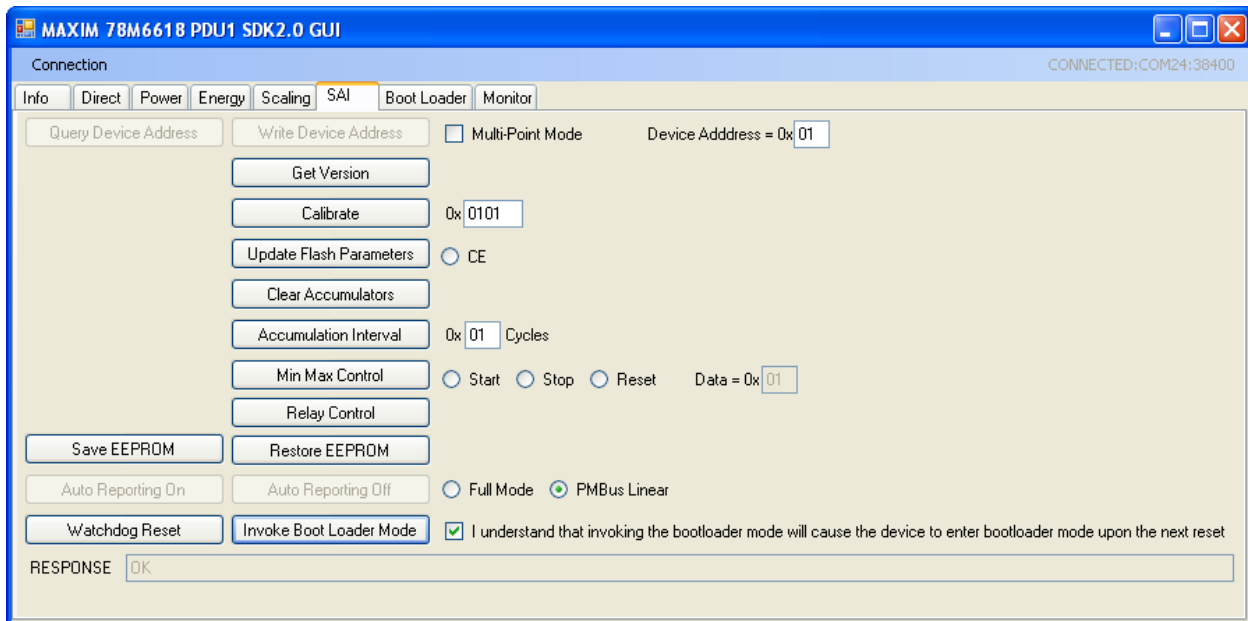 MAXIM 78M6618 PDU1 SDK2.0 GUI
Connection CONNECTED:COM24:38400
Info Direct Power Energy Scaling SAI Boot Loader Monitor
Query Device Address Write Device Address Multi-Point Mode Device Adddress = 0x 01
Get Version
Calibrate 0x 0101
Update Flash Parameters CE
Clear Accumulators
Accumulation Interval 0x 01 Cycles
Min Max Control Start Stop Reset Data = 0x 01
Relay Control
Save EEPROM Restore EEPROM
Auto Reporting On Auto Reporting Off Full Mode PMBus Linear
Watchdog Reset Invoke Boot Loader Mode I understand that invoking the bootloader mode will cause the device to enter bootloader mode upon the next reset
RESPONSE OK